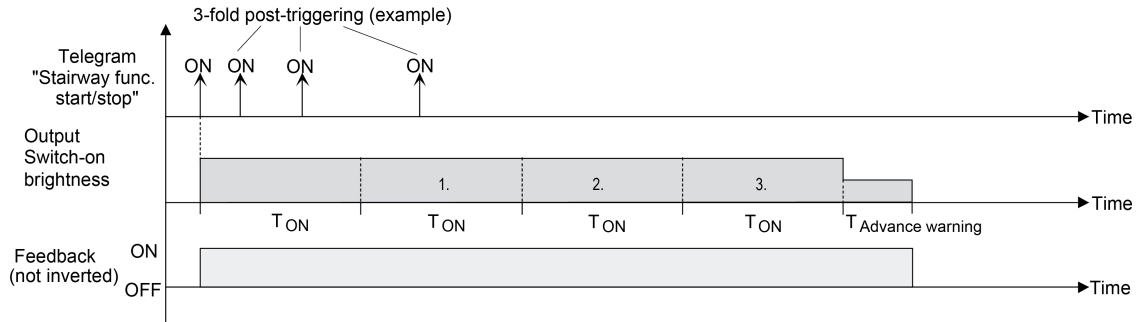 3-fold post-triggering (example)
Telegram
"Stairway func.
start/stop"
ON ON ON ON
Time
Output
Switch-on
brightness
1. 2. 3.
Time
T ON T ON T ON T ON T Advance warning
Feedback
(not inverted)
ON
OFF
Time